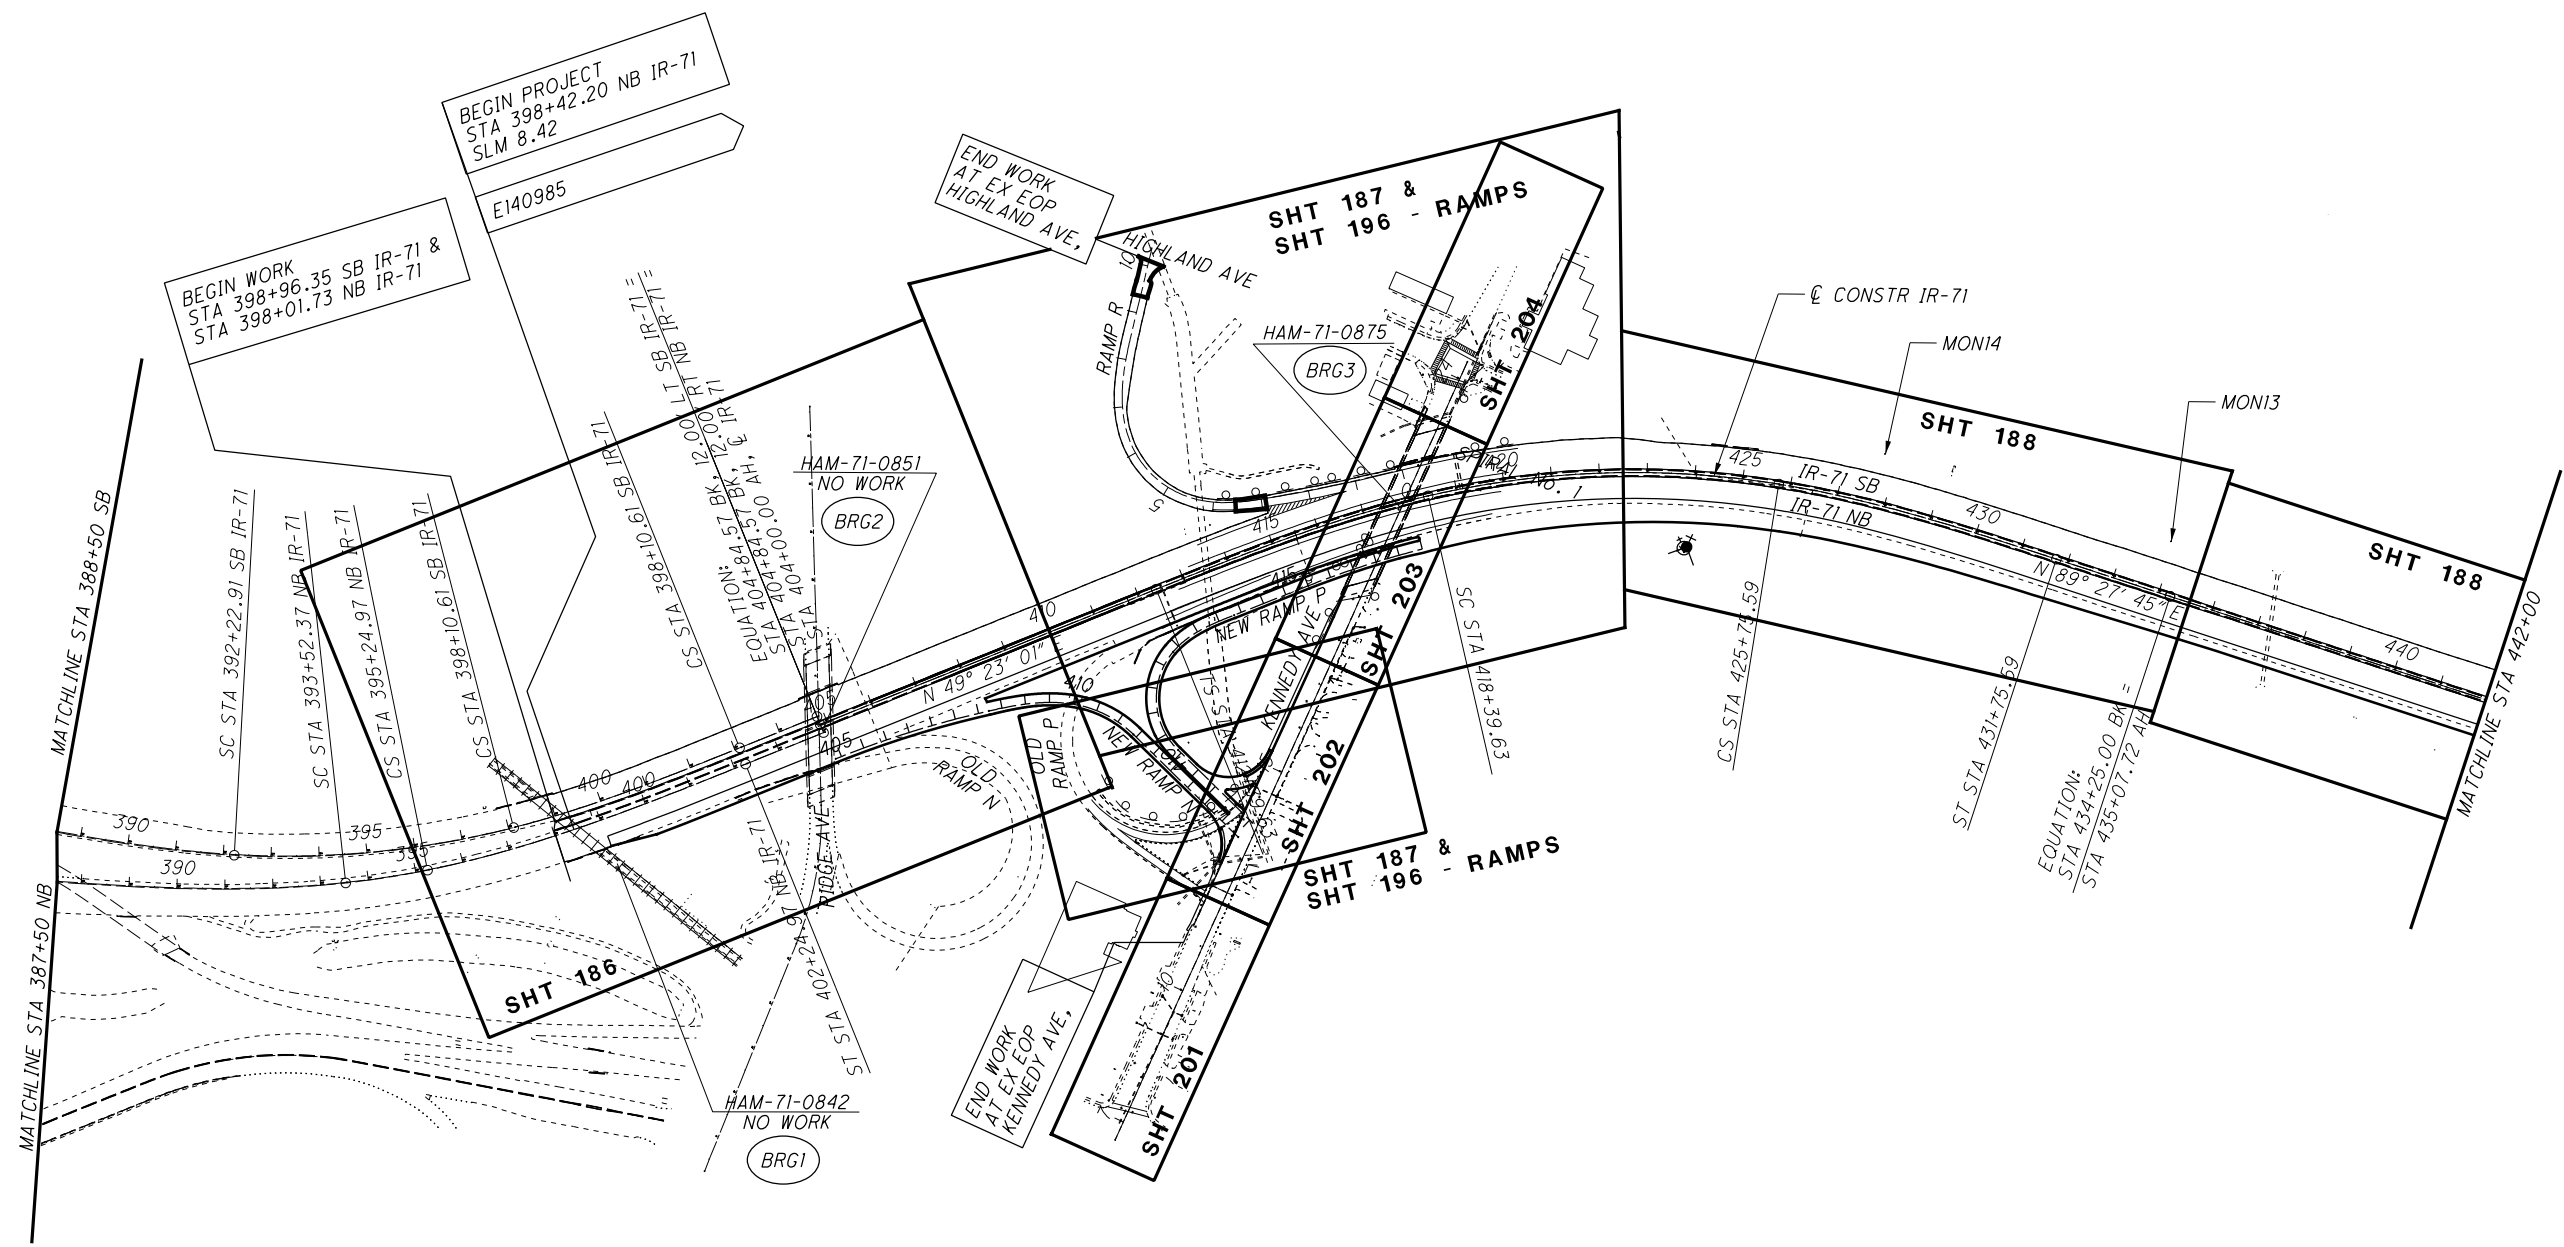 BEGIN PROJECT
STA 398+42.20 NB IR-71
SLM 8.42
E140985
BEGIN WORK
STA 398+96.35 SB IR-71 &
STA 398+01.73 NB IR-71
END WORK
AT EX EOP
HIGHLAND AVE,
HIGHLAND AVE
10
RAMP R
5
SHT 187 &
SHT 196 - RAMPS
HAM-71-0875
BRG3
SHT 204
℄ CONSTR IR-71
MON14
MON13
SHT 188
SHT 188
MATCHLINE STA 388+50 SB
MATCHLINE STA 387+50 NB
SC STA 392+22.91 SB IR-71
SC STA 393+52.37 NB IR-71
CS STA 395+24.97 NB IR-71
CS STA 398+10.61 SB IR-71
CS STA 398+10.61 SB IR-71
EQUATION:
STA 404+84.57 BK, 12.00' LT SB IR-71 =
STA 404+84.57 BK, 12.00' RT NB IR-71 =
STA 404+00.00 AH, ℄ IR-71
HAM-71-0851
NO WORK
BRG2
390
390
395
395
400
400
405
405
410
410
415
415
SPIRAL
No. 1
420
425
430
440
IR-71 SB
IR-71 NB
N 49° 23' 01"
N 89° 27' 45" E
NEW RAMP P
NEW RAMP N
OLD
RAMP P
OLD
RAMP N
KENNEDY AVE
RIDGE AVE
SHT 203
SHT 202
SHT 201
10
SC STA 418+39.63
CS STA 425+75.59
ST STA 431+75.59
EQUATION:
STA 434+25.00 BK =
STA 435+07.72 AH
MATCHLINE STA 442+00
SHT 187 &
SHT 196 - RAMPS
SHT 186
ST STA 402+24.97 NB IR-71
HAM-71-0842
NO WORK
BRG1
END WORK
AT EX EOP
KENNEDY AVE,